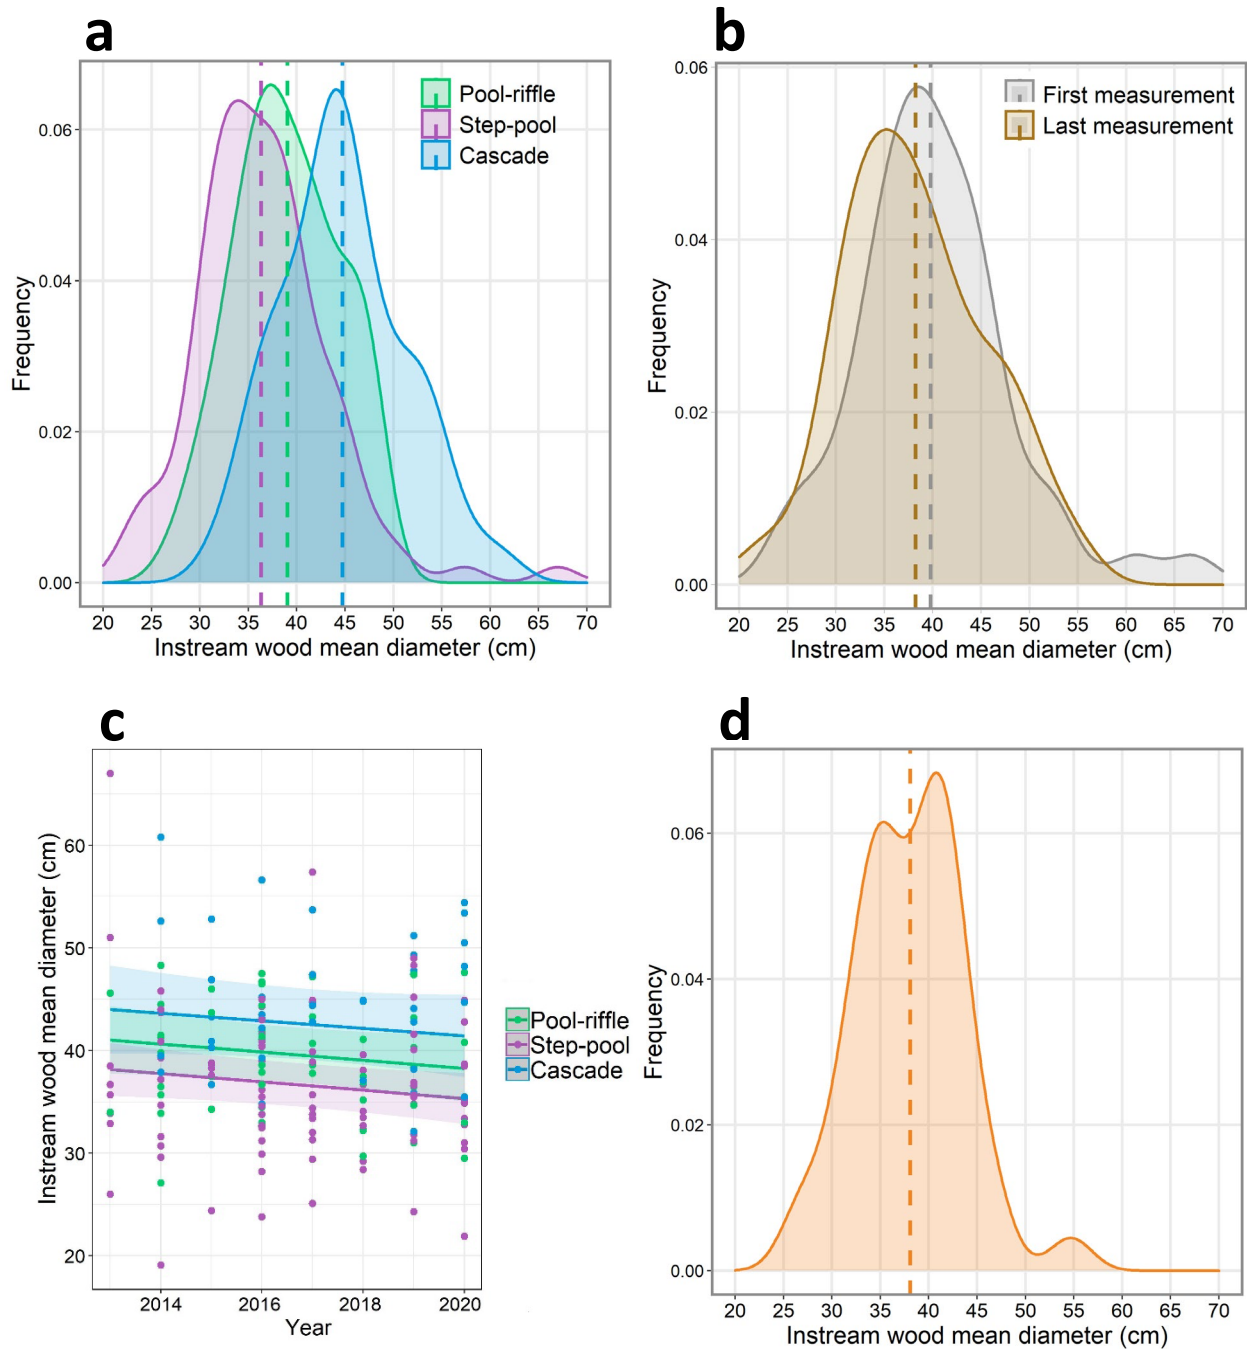 a
Pool-riffle
Step-pool
Cascade
Frequency
0.06
0.04
0.02
0.00
20 25 30 35 40 45 50 55 60 65 70
Instream wood mean diameter (cm)
b
First measurement
Last measurement
Frequency
0.06
0.04
0.02
0.00
20 25 30 35 40 45 50 55 60 65 70
Instream wood mean diameter (cm)
c
Instream wood mean diameter (cm)
60
50
40
30
20
2014 2016 2018 2020
Year
Pool-riffle
Step-pool
Cascade
d
Frequency
0.06
0.04
0.02
0.00
20 25 30 35 40 45 50 55 60 65 70
Instream wood mean diameter (cm)